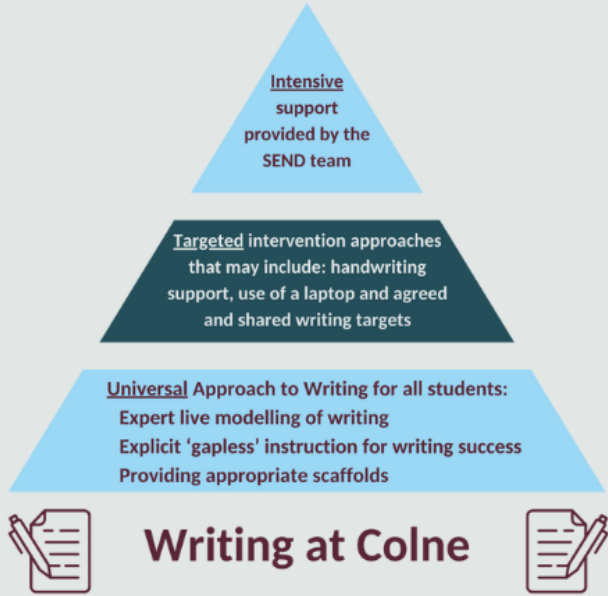 Intensive
support
provided by the
SEND team
Targeted intervention approaches
that may include: handwriting
support, use of a laptop and agreed
and shared writing targets
Universal Approach to Writing for all students:
Expert live modelling of writing
Explicit ‘gapless’ instruction for writing success
Providing appropriate scaffolds
Writing at Colne